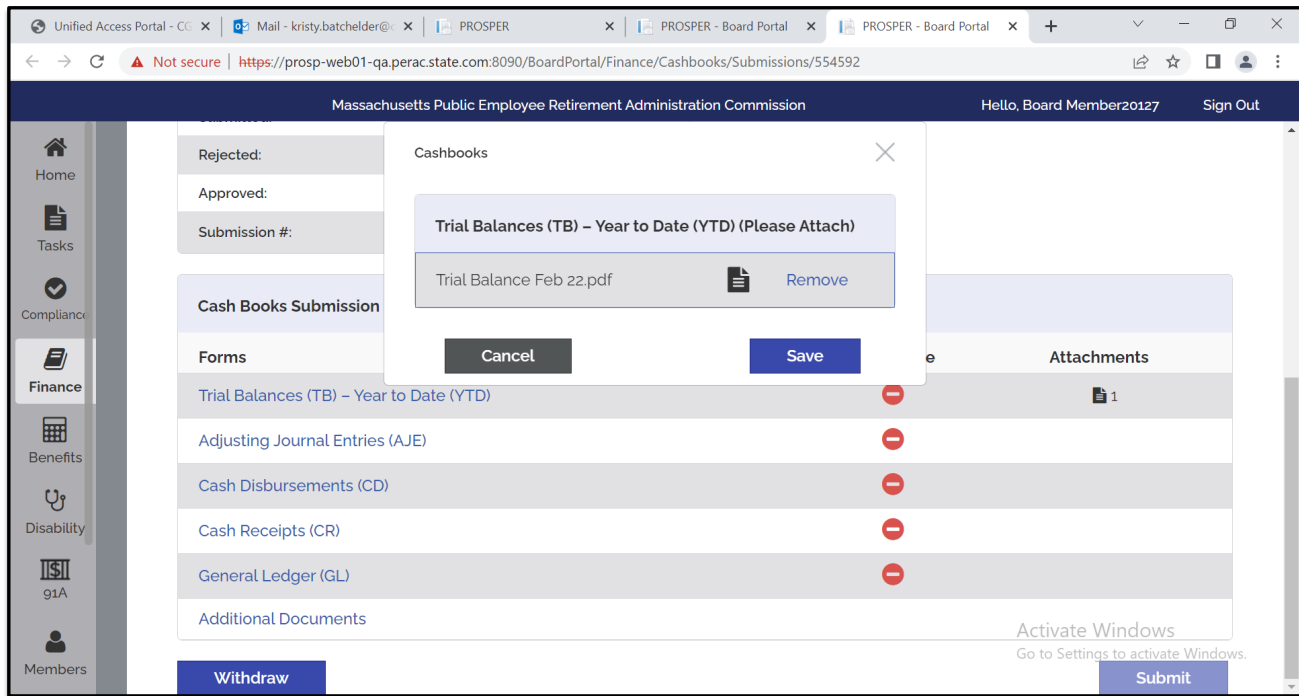 Unified Access Portal - CG
Mail - kristy.batchelder@c
PROSPER
PROSPER - Board Portal
PROSPER - Board Portal
Not secure | https://prosp-web01-qa.perac.state.com:8090/BoardPortal/Finance/Cashbooks/Submissions/554592
Massachusetts Public Employee Retirement Administration Commission
Hello, Board Member20127
Sign Out
Home
Tasks
Compliance
Finance
Benefits
Disability
91A
Members
Rejected:
Approved:
Submission #:
Cashbooks
Trial Balances (TB) – Year to Date (YTD) (Please Attach)
Trial Balance Feb 22.pdf
Remove
Cancel
Save
Cash Books Submission
Forms
e
Attachments
Trial Balances (TB) – Year to Date (YTD)
1
Adjusting Journal Entries (AJE)
Cash Disbursements (CD)
Cash Receipts (CR)
General Ledger (GL)
Additional Documents
Activate Windows
Go to Settings to activate Windows.
Withdraw
Submit